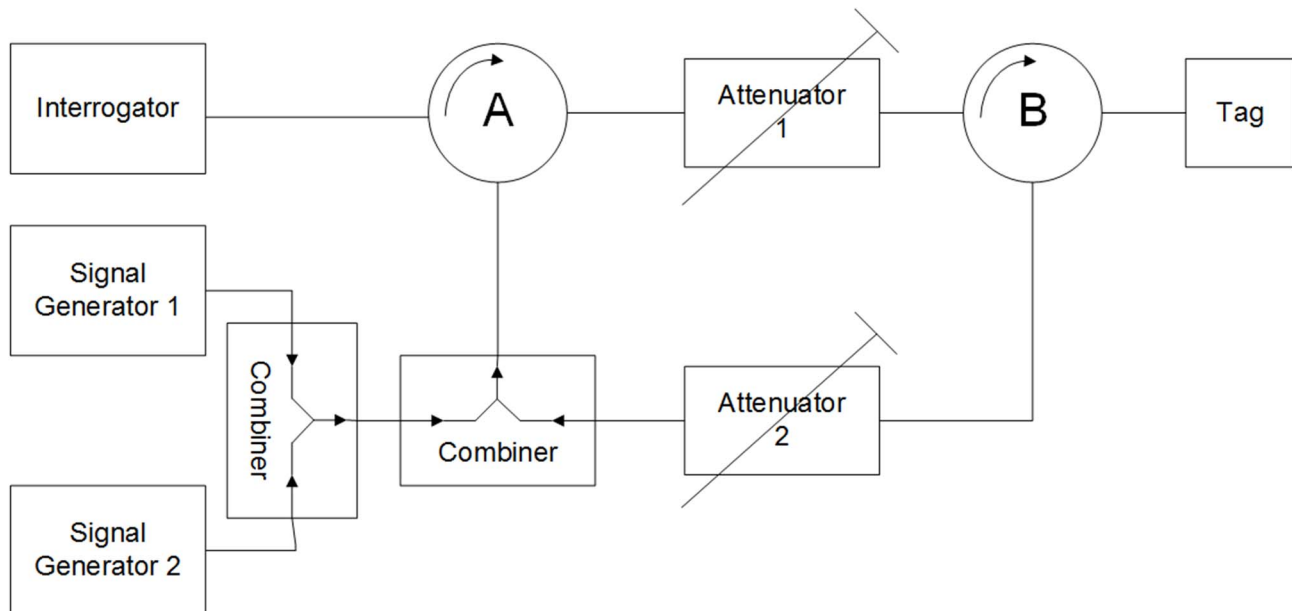 Interrogator
A
Attenuator
1
B
Tag
Signal
Generator 1
Combiner
Combiner
Attenuator
2
Signal
Generator 2